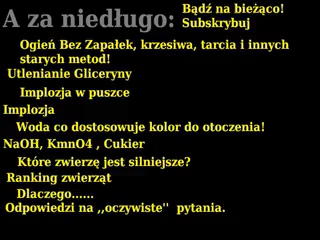 A za niedługo:
Bądź na bieżąco!
Subskrybuj
Ogień Bez Zapałek, krzesiwa, tarcia i innych
starych metod!
Utlenianie Gliceryny
Implozja w puszce
Implozja
Woda co dostosowuje kolor do otoczenia!
NaOH, KmnO4 , Cukier
Które zwierzę jest silniejsze?
Ranking zwierząt
Dlaczego......
Odpowiedzi na ,,oczywiste'' pytania.